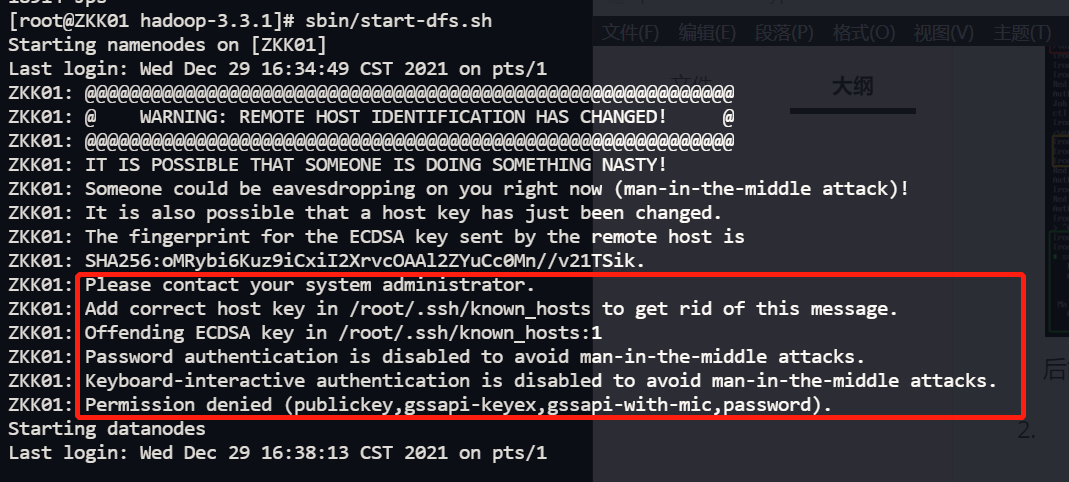 18914 Jps
[root@ZKK01 hadoop-3.3.1]# sbin/start-dfs.sh
Starting namenodes on [ZKK01]
文件(F) 编辑(E) 段落(P) 格式(O) 视图(V) 主题(T)
Last login: Wed Dec 29 16:34:49 CST 2021 on pts/1
文件 大纲
ZKK01: @@@@@@@@@@@@@@@@@@@@@@@@@@@@@@@@@@@@@@@@@@@@@@@@@@@@@@@@@@@
ZKK01: @    WARNING: REMOTE HOST IDENTIFICATION HAS CHANGED!     @
ZKK01: @@@@@@@@@@@@@@@@@@@@@@@@@@@@@@@@@@@@@@@@@@@@@@@@@@@@@@@@@@@
ZKK01: IT IS POSSIBLE THAT SOMEONE IS DOING SOMETHING NASTY!
ZKK01: Someone could be eavesdropping on you right now (man-in-the-middle attack)!
ZKK01: It is also possible that a host key has just been changed.
ZKK01: The fingerprint for the ECDSA key sent by the remote host is
ZKK01: SHA256:oMRybi6Kuz9iCxiI2XrvcOAAl2ZYuCc0Mn//v21TSik.
ZKK01: Please contact your system administrator.
ZKK01: Add correct host key in /root/.ssh/known_hosts to get rid of this message.
ZKK01: Offending ECDSA key in /root/.ssh/known_hosts:1
ZKK01: Password authentication is disabled to avoid man-in-the-middle attacks.
后
ZKK01: Keyboard-interactive authentication is disabled to avoid man-in-the-middle attacks.
ZKK01: Permission denied (publickey,gssapi-keyex,gssapi-with-mic,password).
Starting datanodes
2.
Last login: Wed Dec 29 16:38:13 CST 2021 on pts/1